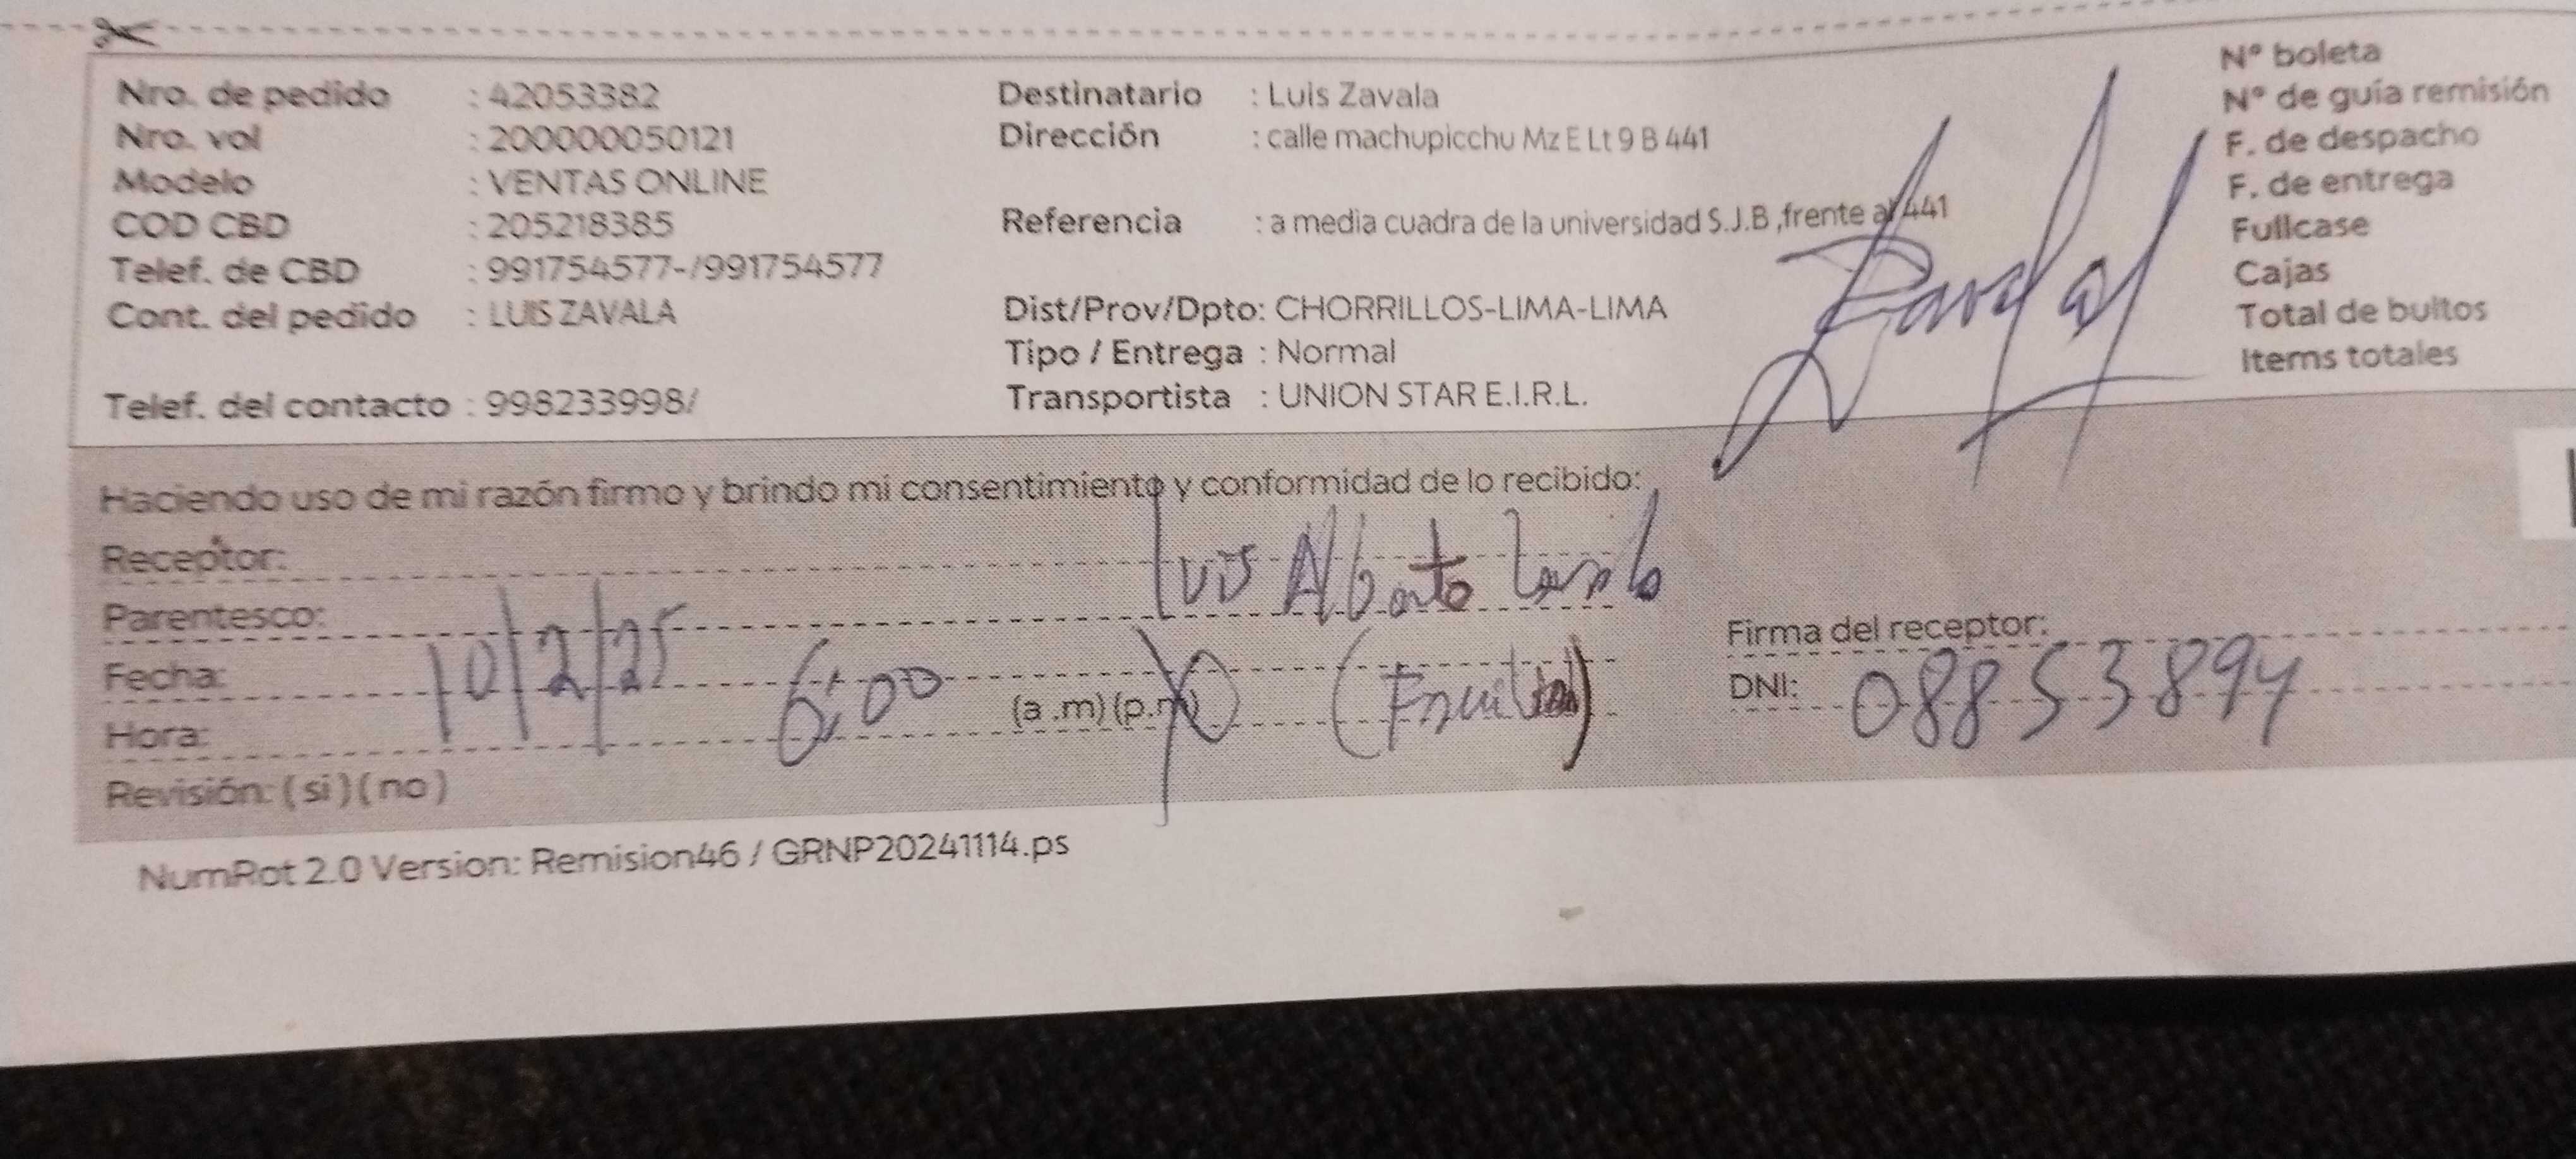 Nro. de pedido : 42053382
Nro. vol : 200000050121
Modelo : VENTAS ONLINE
COD CBD : 205218385
Telef. de CBD : 991754577-/991754577
Cont. del pedido : LUIS ZAVALA
Telef. del contacto : 998233998/
Destinatario : Luis Zavala
Dirección : calle machupicchu Mz E Lt 9 B 441
Referencia : a media cuadra de la universidad S.J.B ,frente al 441
Dist/Prov/Dpto: CHORRILLOS-LIMA-LIMA
Tipo / Entrega : Normal
Transportista : UNION STAR E.I.R.L.
N° boleta
N° de guía remisión
F. de despacho
F. de entrega
Fullcase
Cajas
Total de bultos
Items totales
Haciendo uso de mi razón firmo y brindo mi consentimiento y conformidad de lo recibido:
Receptor: Luis Alberto Zavala
Parentesco:
Fecha: 10/2/25
Hora: 6:00 (a .m) (p.m) yo
Revisión: ( si ) ( no )
Firma del receptor:
DNI: 08853894
NumRot 2.0 Version: Remision46 / GRNP20241114.ps